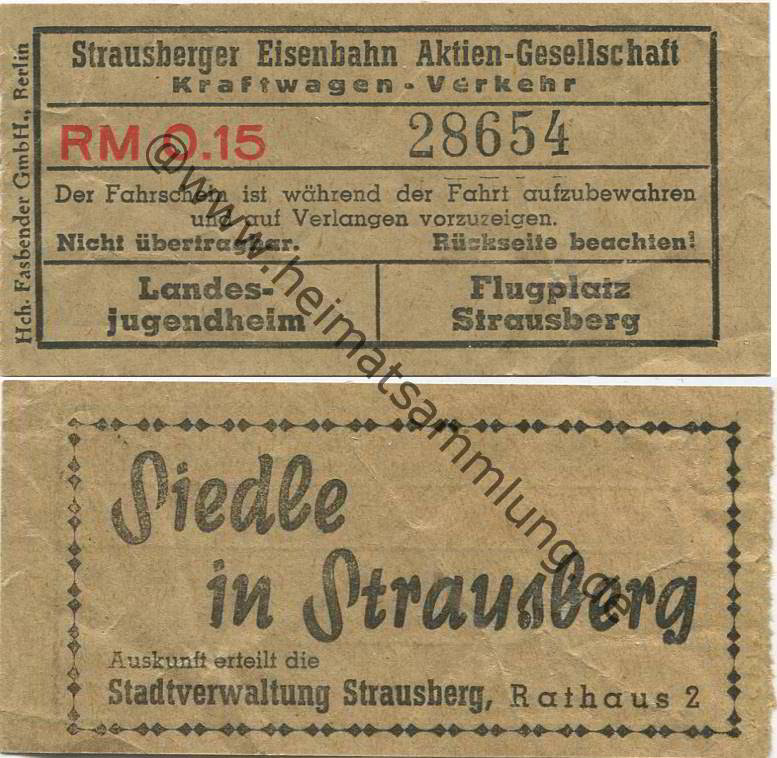 Strausberger Eisenbahn Aktien-Gesellschaft
Kraftwagen-Verkehr
RM 0.15 28654
Der Fahrschein ist während der Fahrt aufzubewahren
und auf Verlangen vorzuzeigen.
Nicht übertragbar. Rückseite beachten!
Landes-
jugendheim
Flugplatz
Strausberg
Hch. Fasbender GmbH., Berlin
@www.heimatsammlung.de
Siedle
in Strausberg
Auskunft erteilt die
Stadtverwaltung Strausberg, Rathaus 2